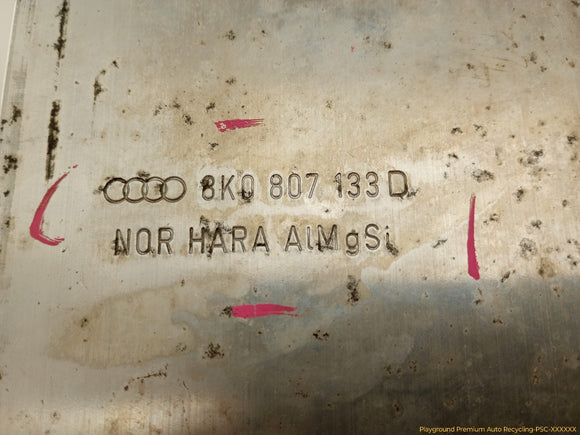 8K0 807 133 D
NOR HARA AlMgSi
Playground Premium Auto Recycling-PSC-XXXXXX